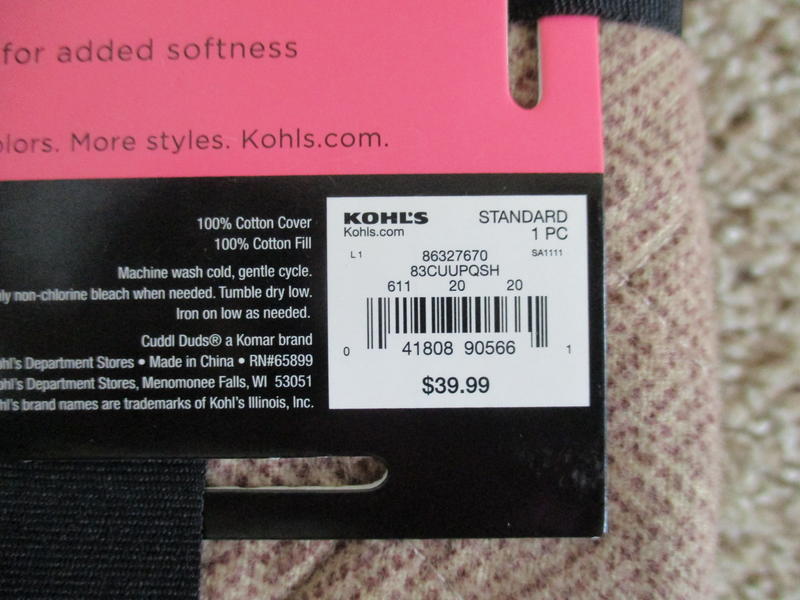 for added softness
olors. More styles. Kohls.com.
100% Cotton Cover
100% Cotton Fill
Machine wash cold, gentle cycle.
non-chlorine bleach when needed. Tumble dry low.
Iron on low as needed.
Cuddl Duds® a Komar brand
hl's Department Stores • Made in China • RN#65899
hl's Department Stores, Menomonee Falls, WI 53051
hl's brand names are trademarks of Kohl's Illinois, Inc.
KOHL'S STANDARD
Kohls.com 1 PC
L 1 86327670 SA1111
83CUUPQSH
611 20 20
0 41808 90566 1
$39.99